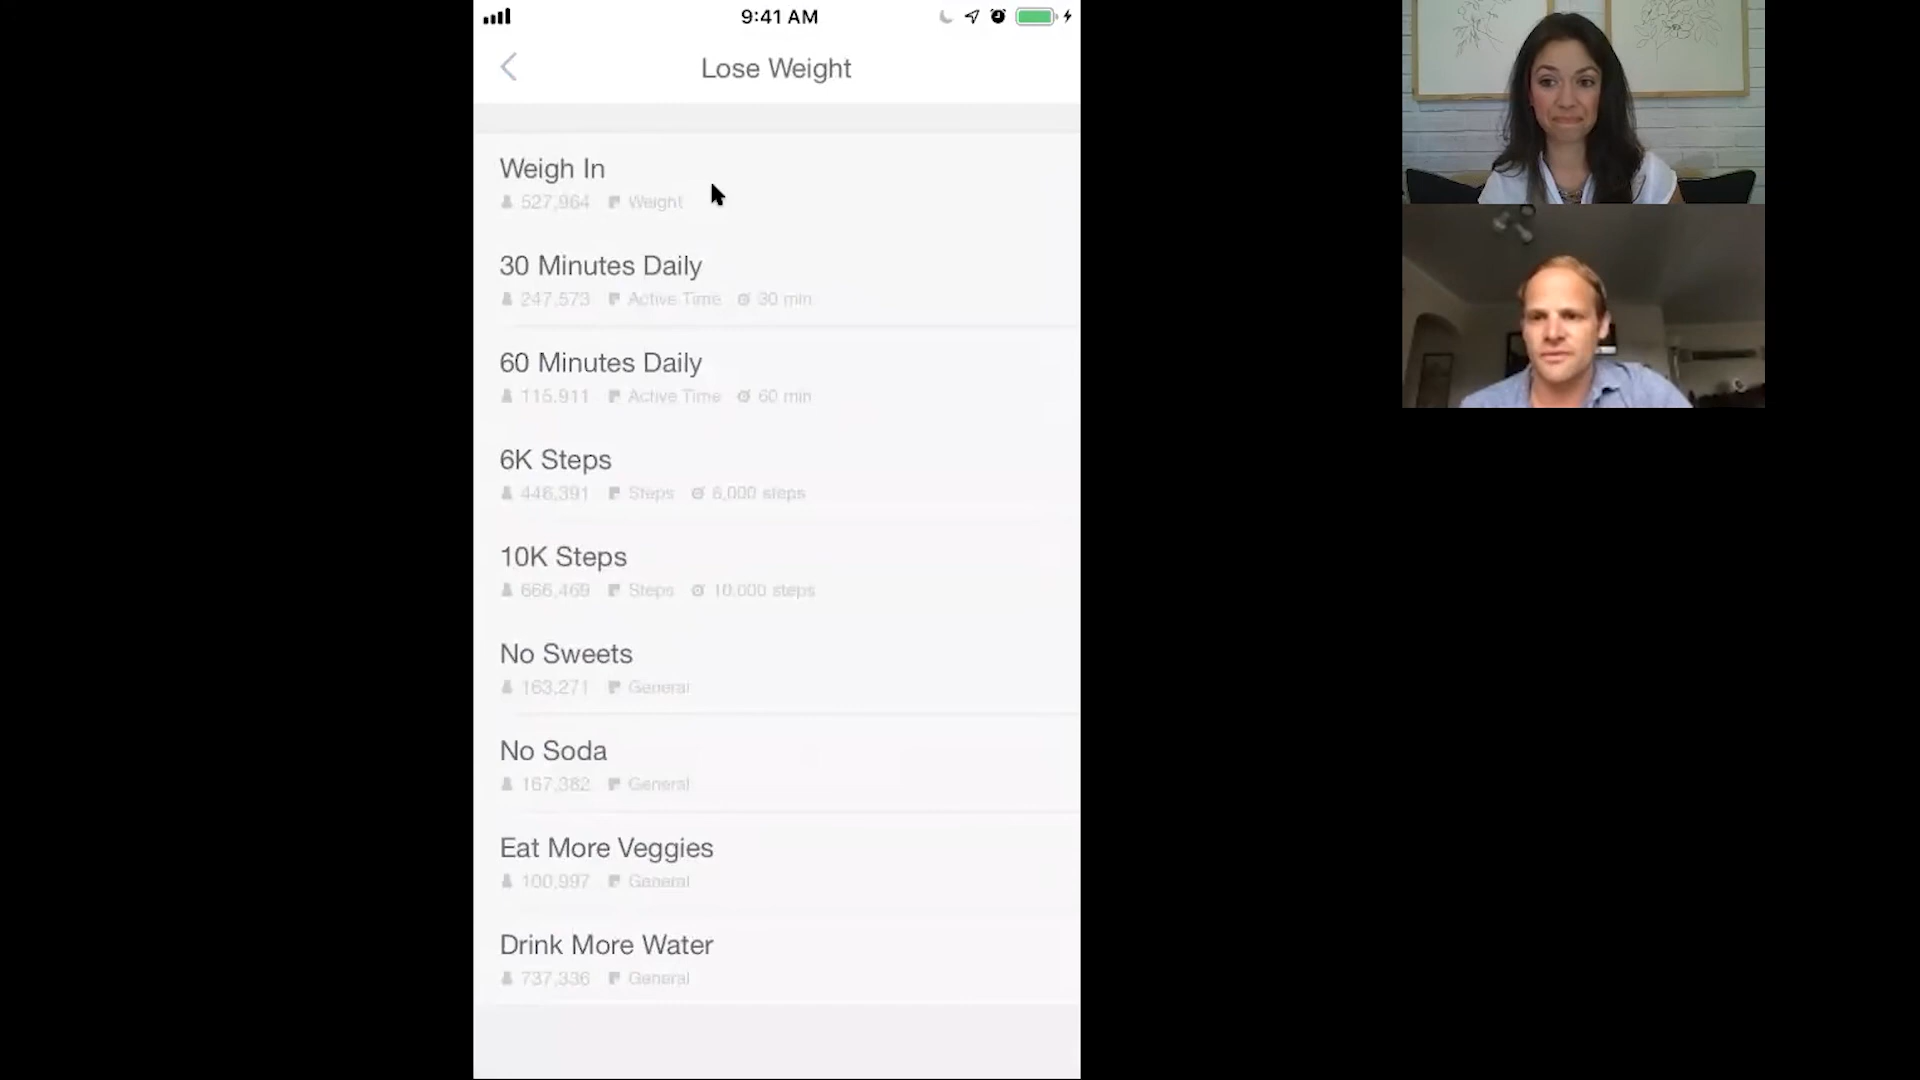 9:41 AM
Lose Weight
Weigh In
527,964 Weight
30 Minutes Daily
247,573 Active Time 30 min
60 Minutes Daily
115,911 Active Time 60 min
6K Steps
446,391 Steps 6,000 steps
10K Steps
666,469 Steps 10,000 steps
No Sweets
163,271 General
No Soda
167,382 General
Eat More Veggies
100,997 General
Drink More Water
737,336 General